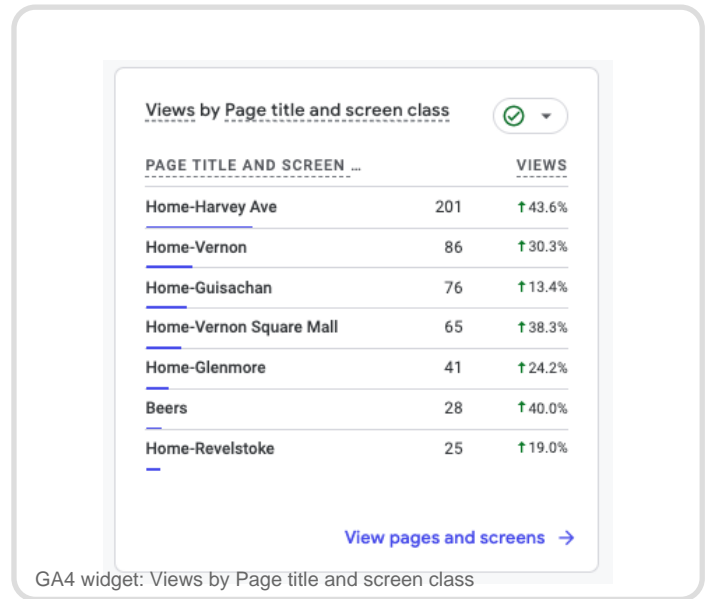 Views by Page title and screen class
PAGE TITLE AND SCREEN ... VIEWS
Home-Harvey Ave 201 ↑ 43.6%
Home-Vernon 86 ↑ 30.3%
Home-Guisachan 76 ↑ 13.4%
Home-Vernon Square Mall 65 ↑ 38.3%
Home-Glenmore 41 ↑ 24.2%
Beers 28 ↑ 40.0%
Home-Revelstoke 25 ↑ 19.0%
View pages and screens →
GA4 widget: Views by Page title and screen class